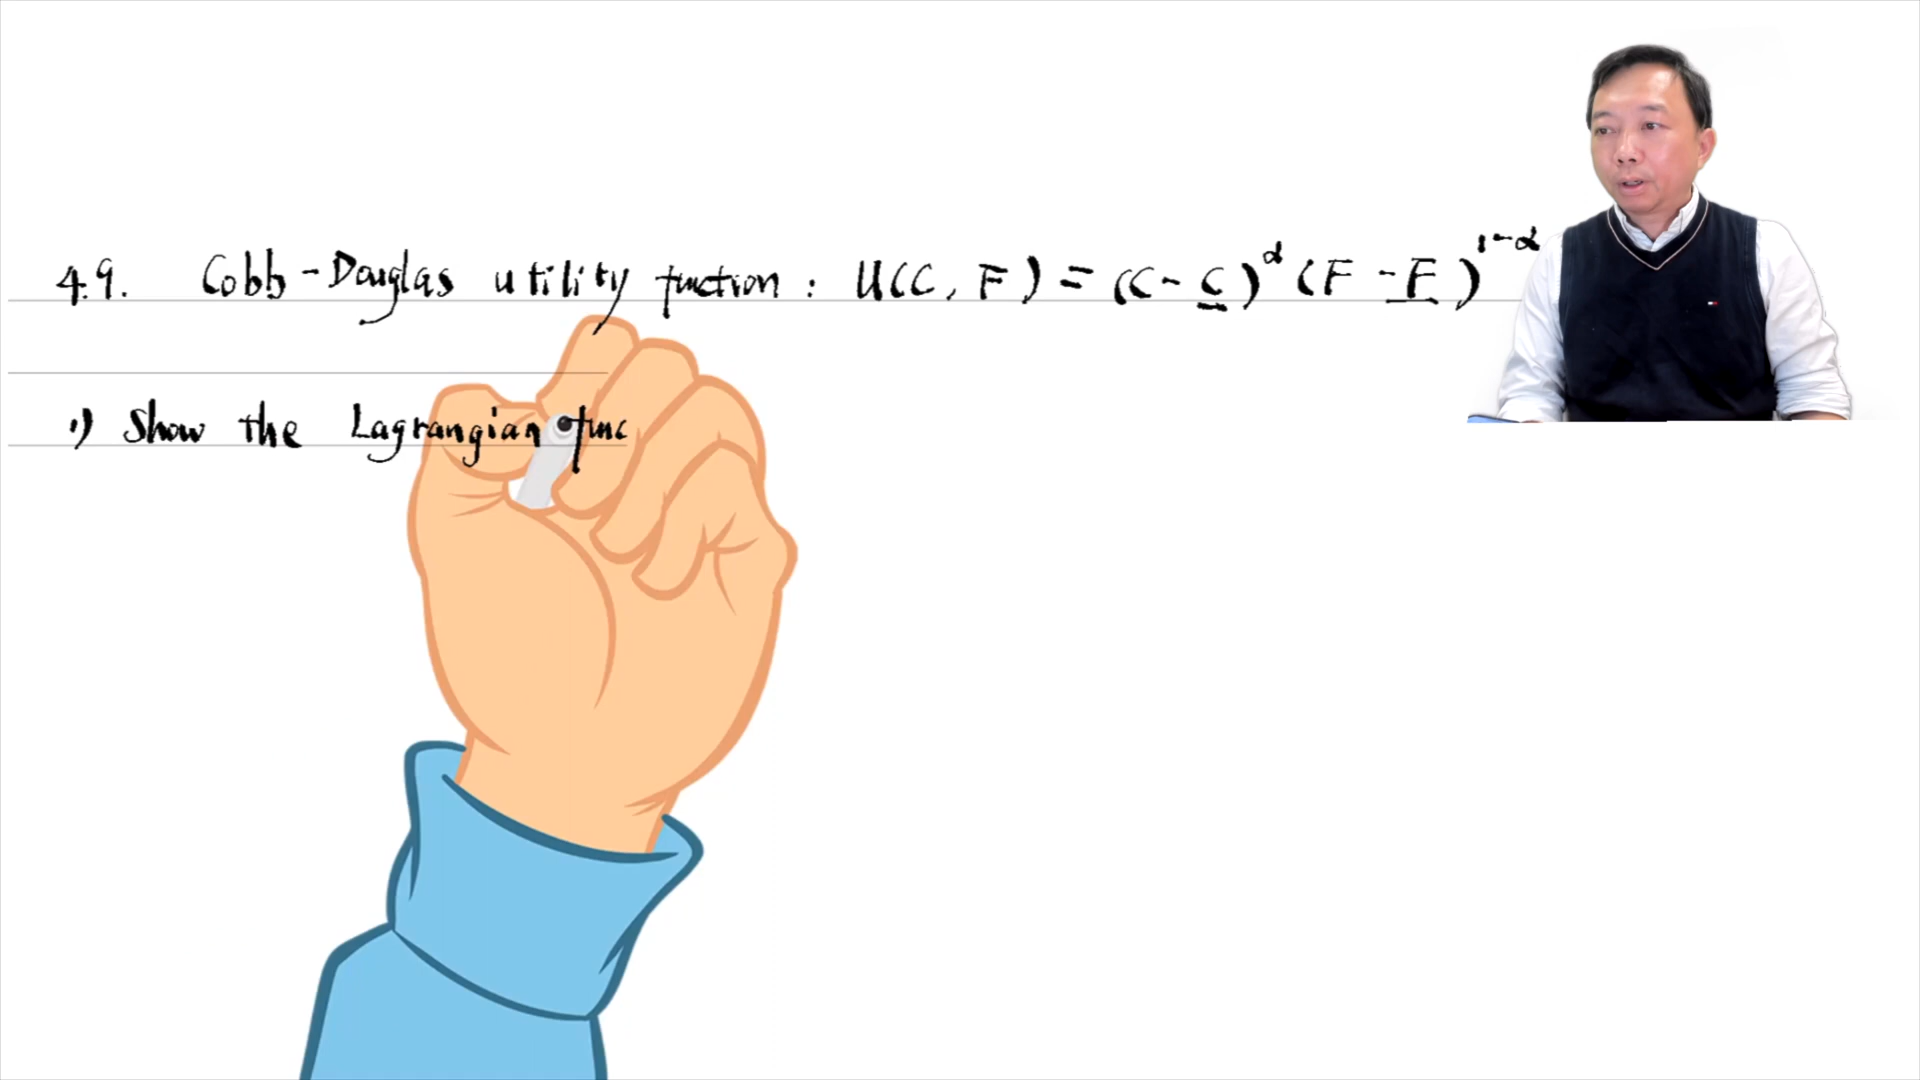 4.9. Cobb-Douglas utility function : U(C, F) = (C - C̲)^α (F - F̲)^1-α
1) Show the Lagrangian func